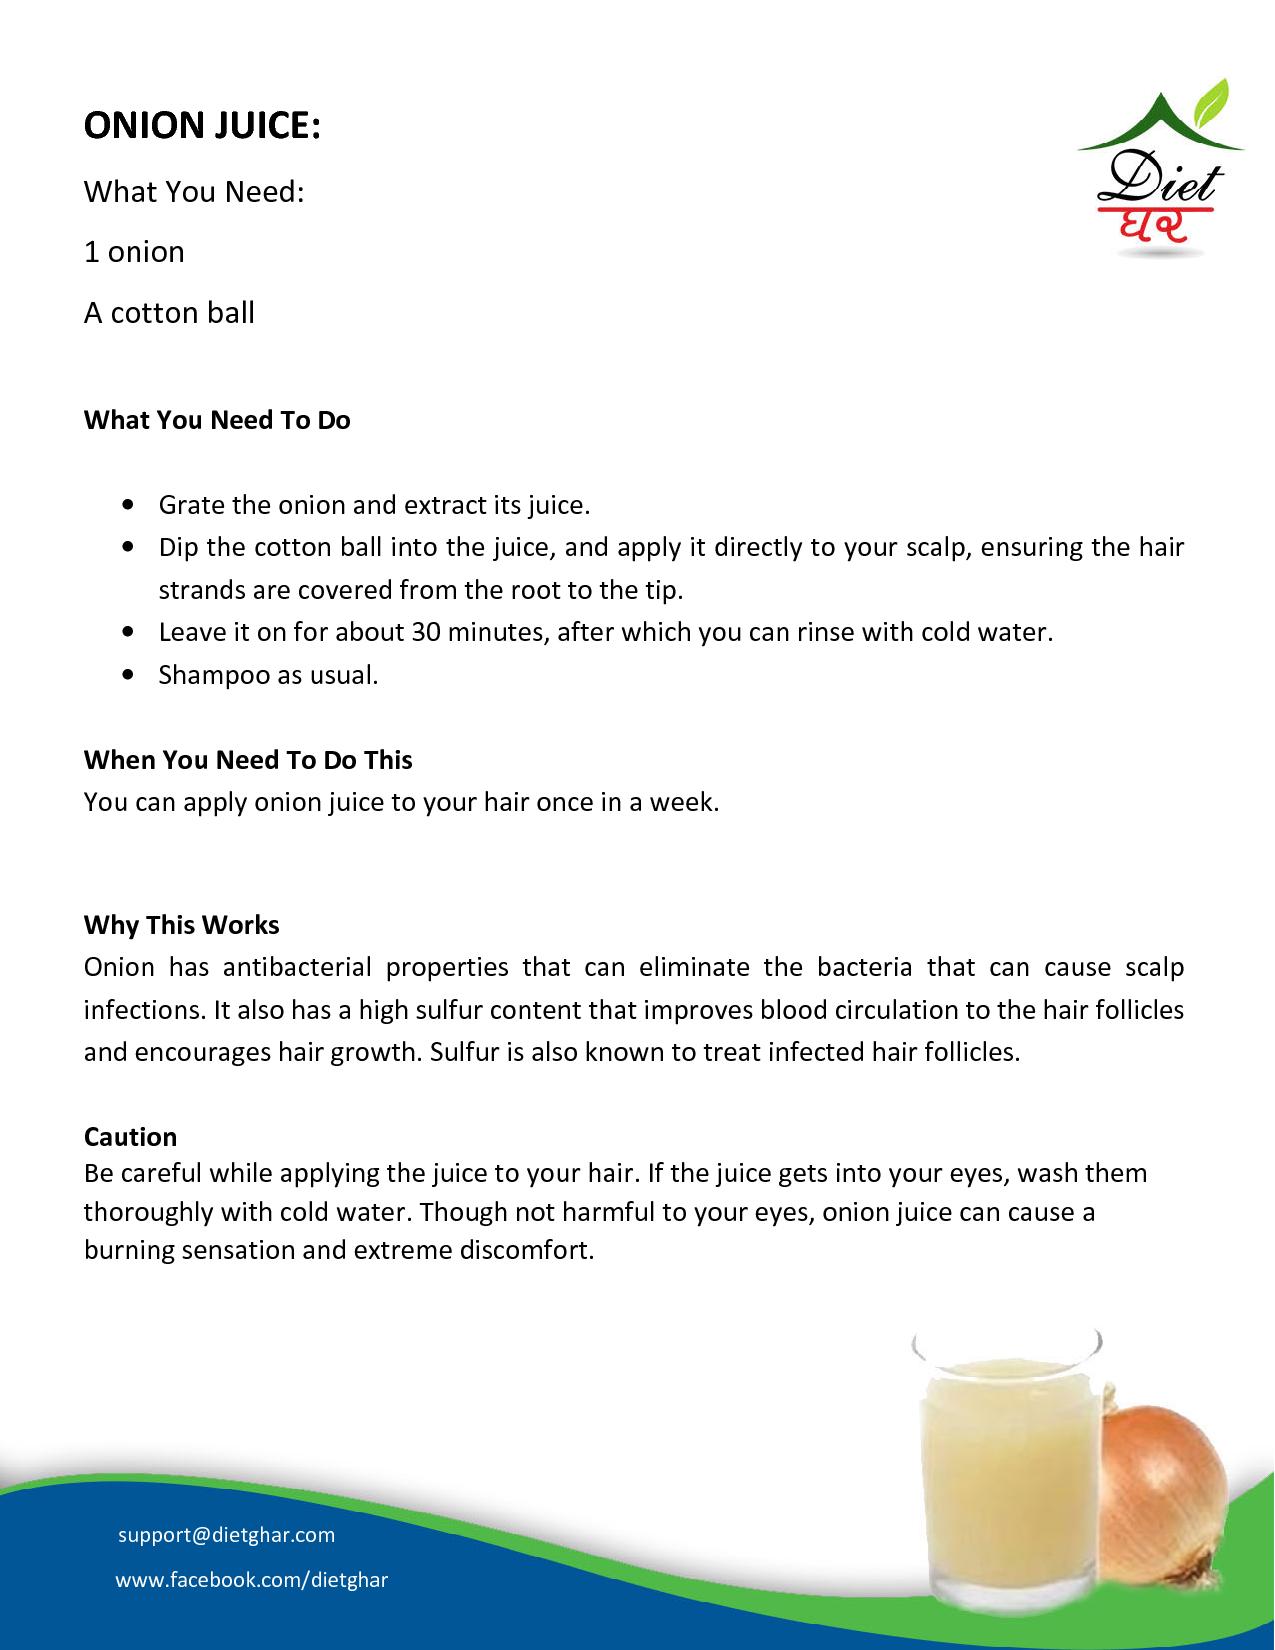 ONION JUICE:
Diet
ઘર
What You Need:
1 onion
A cotton ball
What You Need To Do
• Grate the onion and extract its juice.
• Dip the cotton ball into the juice, and apply it directly to your scalp, ensuring the hair
strands are covered from the root to the tip.
• Leave it on for about 30 minutes, after which you can rinse with cold water.
• Shampoo as usual.
When You Need To Do This
You can apply onion juice to your hair once in a week.
Why This Works
Onion has antibacterial properties that can eliminate the bacteria that can cause scalp
infections. It also has a high sulfur content that improves blood circulation to the hair follicles
and encourages hair growth. Sulfur is also known to treat infected hair follicles.
Caution
Be careful while applying the juice to your hair. If the juice gets into your eyes, wash them
thoroughly with cold water. Though not harmful to your eyes, onion juice can cause a
burning sensation and extreme discomfort.
support@dietghar.com
www.facebook.com/dietghar